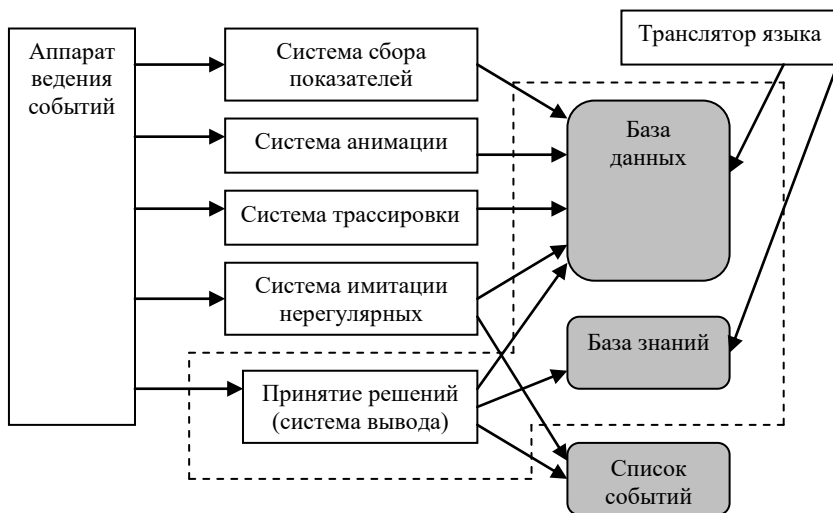 Аппарат
ведения
событий
Система сбора
показателей
Транслятор языка
Система анимации
База
данных
Система трассировки
Система имитации
нерегулярных
База знаний
Принятие решений
(система вывода)
Список
событий